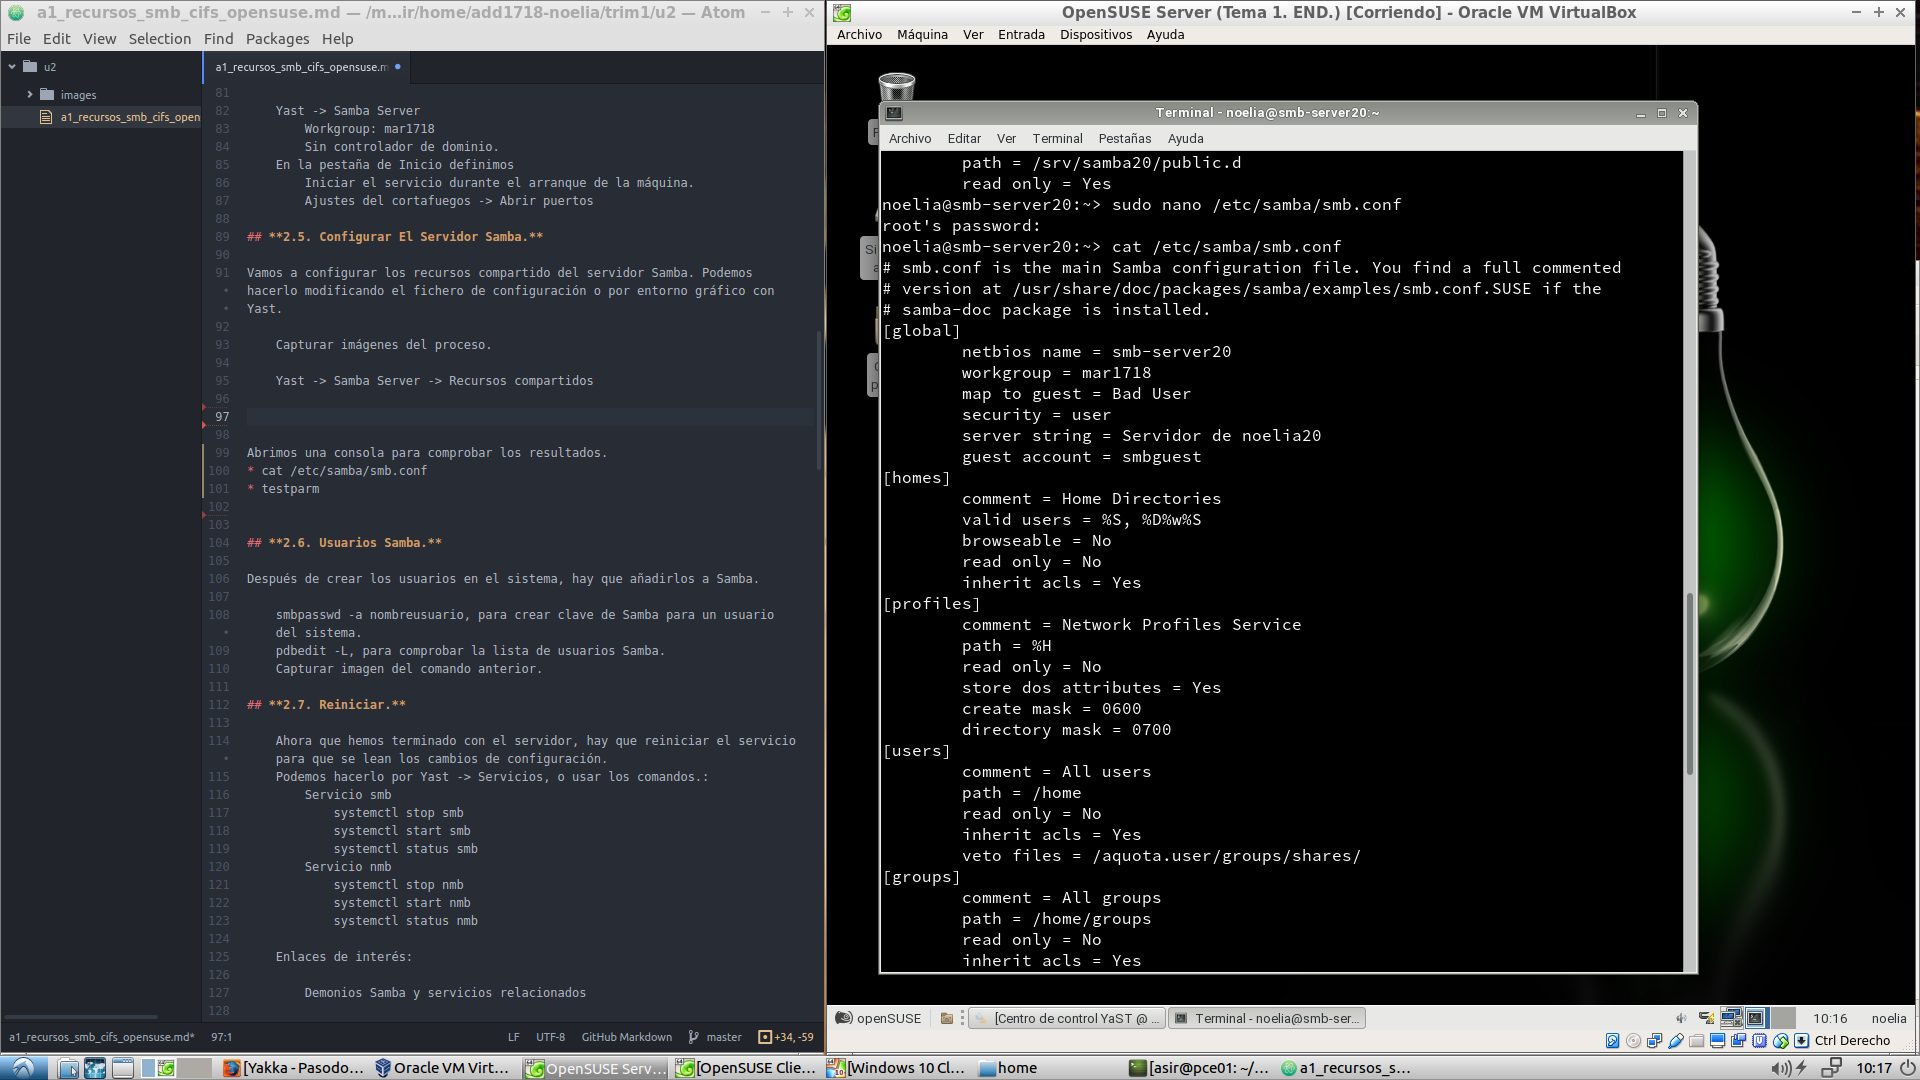 a1_recursos_smb_cifs_opensuse.md — /m...ir/home/add1718-noelia/trim1/u2 — Atom
File Edit View Selection Find Packages Help
u2
images
a1_recursos_smb_cifs_open
a1_recursos_smb_cifs_opensuse.m
81
82 Yast -> Samba Server
83 Workgroup: mar1718
84 Sin controlador de dominio.
85 En la pestaña de Inicio definimos
86 Iniciar el servicio durante el arranque de la máquina.
87 Ajustes del cortafuegos -> Abrir puertos
88
89 ## **2.5. Configurar El Servidor Samba.**
90
91 Vamos a configurar los recursos compartido del servidor Samba. Podemos
• hacerlo modificando el fichero de configuración o por entorno gráfico con
• Yast.
92
93 Capturar imágenes del proceso.
94
95 Yast -> Samba Server -> Recursos compartidos
96
97
98
99 Abrimos una consola para comprobar los resultados.
100 * cat /etc/samba/smb.conf
101 * testparm
102
103
104 ## **2.6. Usuarios Samba.**
105
106 Después de crear los usuarios en el sistema, hay que añadirlos a Samba.
107
108 smbpasswd -a nombreusuario, para crear clave de Samba para un usuario
• del sistema.
109 pdbedit -L, para comprobar la lista de usuarios Samba.
110 Capturar imagen del comando anterior.
111
112 ## **2.7. Reiniciar.**
113
114 Ahora que hemos terminado con el servidor, hay que reiniciar el servicio
• para que se lean los cambios de configuración.
115 Podemos hacerlo por Yast -> Servicios, o usar los comandos.:
116 Servicio smb
117 systemctl stop smb
118 systemctl start smb
119 systemctl status smb
120 Servicio nmb
121 systemctl stop nmb
122 systemctl start nmb
123 systemctl status nmb
124
125 Enlaces de interés:
126
127 Demonios Samba y servicios relacionados
128
a1_recursos_smb_cifs_opensuse.md* 97:1 LF UTF-8 GitHub Markdown master +34, -59
OpenSUSE Server (Tema 1. END.) [Corriendo] - Oracle VM VirtualBox
Archivo Máquina Ver Entrada Dispositivos Ayuda
Terminal - noelia@smb-server20:~
Archivo Editar Ver Terminal Pestañas Ayuda
path = /srv/samba20/public.d
read only = Yes
noelia@smb-server20:~> sudo nano /etc/samba/smb.conf
root's password:
noelia@smb-server20:~> cat /etc/samba/smb.conf
# smb.conf is the main Samba configuration file. You find a full commented
# version at /usr/share/doc/packages/samba/examples/smb.conf.SUSE if the
# samba-doc package is installed.
[global]
netbios name = smb-server20
workgroup = mar1718
map to guest = Bad User
security = user
server string = Servidor de noelia20
guest account = smbguest
[homes]
comment = Home Directories
valid users = %S, %D%w%S
browseable = No
read only = No
inherit acls = Yes
[profiles]
comment = Network Profiles Service
path = %H
read only = No
store dos attributes = Yes
create mask = 0600
directory mask = 0700
[users]
comment = All users
path = /home
read only = No
inherit acls = Yes
veto files = /aquota.user/groups/shares/
[groups]
comment = All groups
path = /home/groups
read only = No
inherit acls = Yes
openSUSE [Centro de control YaST @ ... Terminal - noelia@smb-ser... 10:16 noelia
Ctrl Derecho
[Yakka - Pasodo... Oracle VM Virt... [OpenSUSE Serv... [OpenSUSE Clie... [Windows 10 Cl... home [asir@pce01: ~/... a1_recursos_s... 10:17